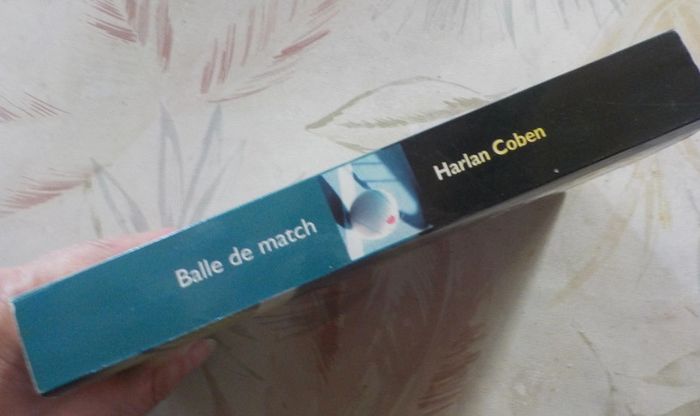 Balle de match
Harlan Coben